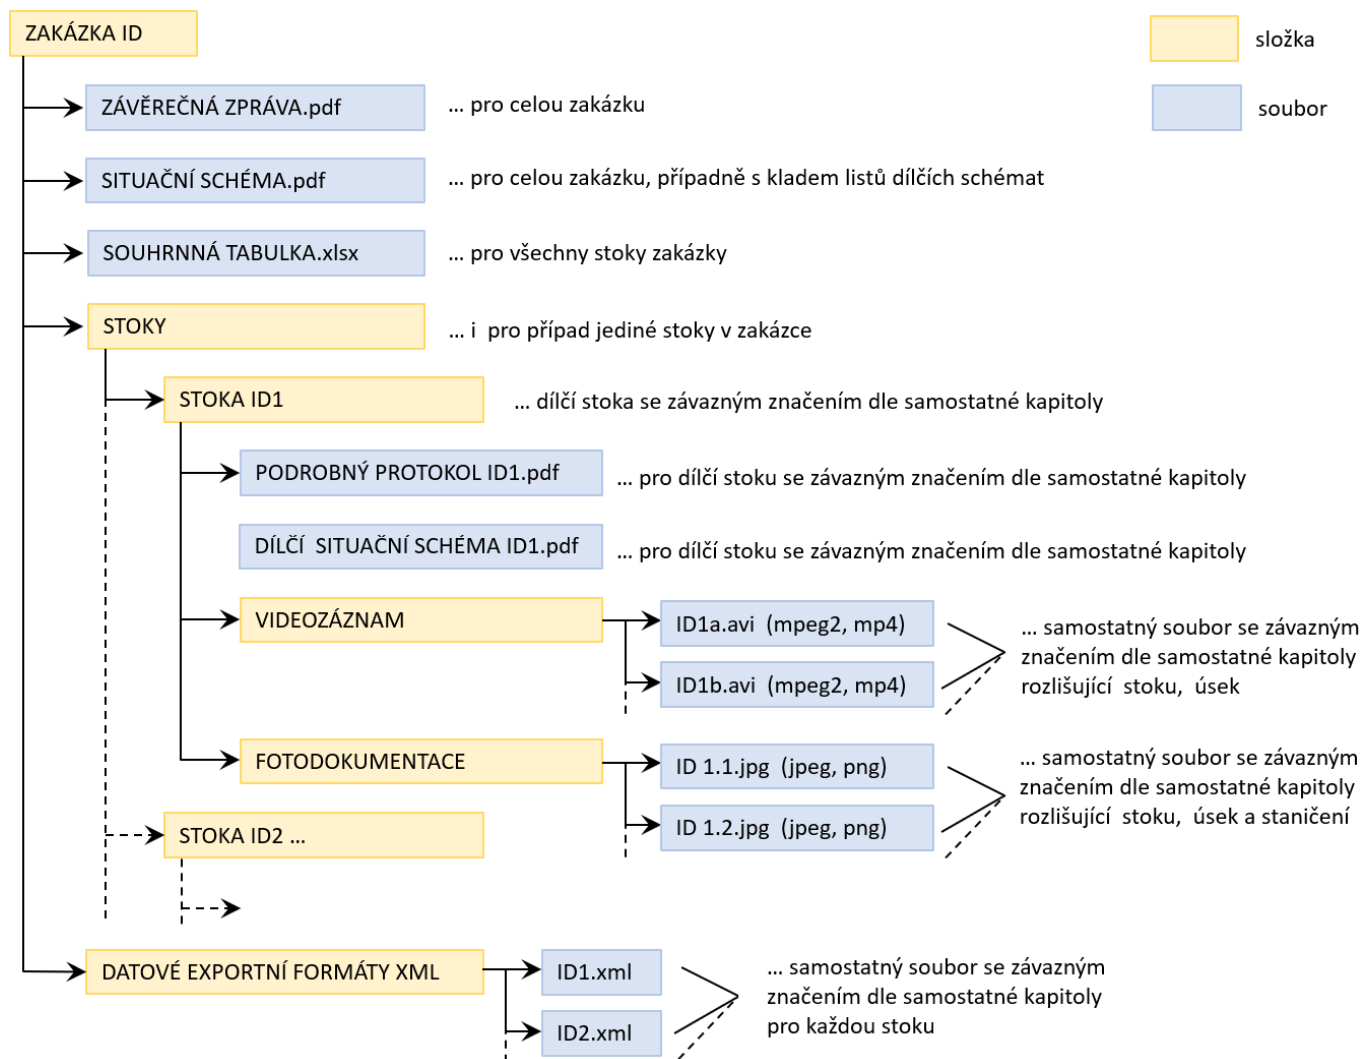 ZAKÁZKA ID
složka
ZÁVĚREČNÁ ZPRÁVA.pdf
... pro celou zakázku
soubor
SITUAČNÍ SCHÉMA.pdf
... pro celou zakázku, případně s kladem listů dílčích schémat
SOUHRNNÁ TABULKA.xlsx
... pro všechny stoky zakázky
STOKY
... i pro případ jediné stoky v zakázce
STOKA ID1
... dílčí stoka se závazným značením dle samostatné kapitoly
PODROBNÝ PROTOKOL ID1.pdf
... pro dílčí stoku se závazným značením dle samostatné kapitoly
DÍLČÍ SITUAČNÍ SCHÉMA ID1.pdf
... pro dílčí stoku se závazným značením dle samostatné kapitoly
VIDEOZÁZNAM
ID1a.avi (mpeg2, mp4)
ID1b.avi (mpeg2, mp4)
... samostatný soubor se závazným
značením dle samostatné kapitoly
rozlišující stoku, úsek
FOTODOKUMENTACE
ID 1.1.jpg (jpeg, png)
ID 1.2.jpg (jpeg, png)
... samostatný soubor se závazným
značením dle samostatné kapitoly
rozlišující stoku, úsek a staničení
STOKA ID2 ...
DATOVÉ EXPORTNÍ FORMÁTY XML
ID1.xml
ID2.xml
... samostatný soubor se závazným
značením dle samostatné kapitoly
pro každou stoku